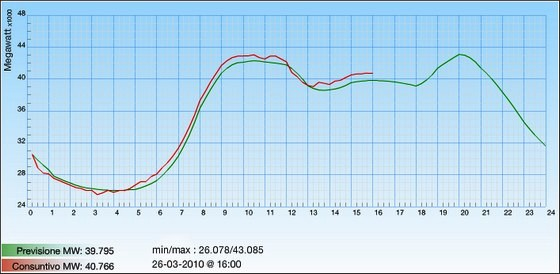 Megawatt x1000
48
44
40
36
32
28
24
0 1 2 3 4 5 6 7 8 9 10 11 12 13 14 15 16 17 18 19 20 21 22 23 24
Previsione MW: 39.795 min/max : 26.078/43.085
Consuntivo MW: 40.766 26-03-2010 @ 16:00